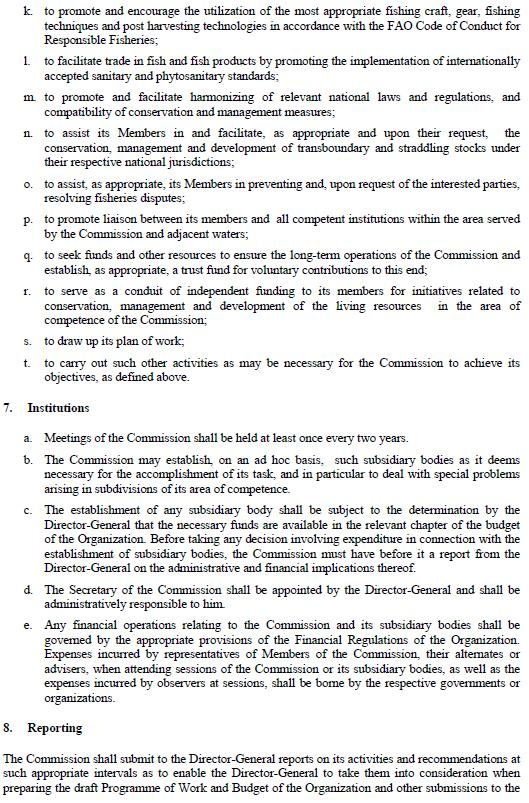 k. to promote and encourage the utilization of the most appropriate fishing craft, gear, fishing
techniques and post harvesting technologies in accordance with the FAO Code of Conduct for
Responsible Fisheries;
l. to facilitate trade in fish and fish products by promoting the implementation of internationally
accepted sanitary and phytosanitary standards;
m. to promote and facilitate harmonizing of relevant national laws and regulations, and
compatibility of conservation and management measures;
n. to assist its Members in and facilitate, as appropriate and upon their request, the
conservation, management and development of transboundary and straddling stocks under
their respective national jurisdictions;
o. to assist, as appropriate, its Members in preventing and, upon request of the interested parties,
resolving fisheries disputes;
p. to promote liaison between its members and all competent institutions within the area served
by the Commission and adjacent waters;
q. to seek funds and other resources to ensure the long-term operations of the Commission and
establish, as appropriate, a trust fund for voluntary contributions to this end;
r. to serve as a conduit of independent funding to its members for initiatives related to
conservation, management and development of the living resources in the area of
competence of the Commission;
s. to draw up its plan of work;
t. to carry out such other activities as may be necessary for the Commission to achieve its
objectives, as defined above.
7. Institutions
a. Meetings of the Commission shall be held at least once every two years.
b. The Commission may establish, on an ad hoc basis, such subsidiary bodies as it deems
necessary for the accomplishment of its task, and in particular to deal with special problems
arising in subdivisions of its area of competence.
c. The establishment of any subsidiary body shall be subject to the determination by the
Director-General that the necessary funds are available in the relevant chapter of the budget
of the Organization. Before taking any decision involving expenditure in connection with the
establishment of subsidiary bodies, the Commission must have before it a report from the
Director-General on the administrative and financial implications thereof.
d. The Secretary of the Commission shall be appointed by the Director-General and shall be
administratively responsible to him.
e. Any financial operations relating to the Commission and its subsidiary bodies shall be
governed by the appropriate provisions of the Financial Regulations of the Organization.
Expenses incurred by representatives of Members of the Commission, their alternates or
advisers, when attending sessions of the Commission or its subsidiary bodies, as well as the
expenses incurred by observers at sessions, shall be borne by the respective governments or
organizations.
8. Reporting
The Commission shall submit to the Director-General reports on its activities and recommendations at
such appropriate intervals as to enable the Director-General to take them into consideration when
preparing the draft Programme of Work and Budget of the Organization and other submissions to the